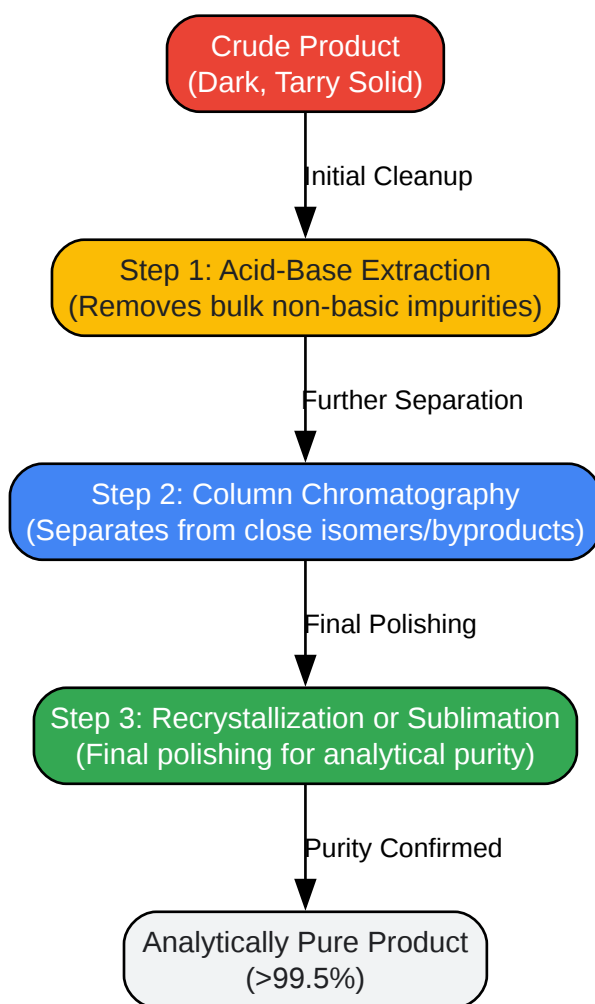 Crude Product
(Dark, Tarry Solid)
Initial Cleanup
Step 1: Acid-Base Extraction
(Removes bulk non-basic impurities)
Further Separation
Step 2: Column Chromatography
(Separates from close isomers/byproducts)
Final Polishing
Step 3: Recrystallization or Sublimation
(Final polishing for analytical purity)
Purity Confirmed
Analytically Pure Product
(>99.5%)